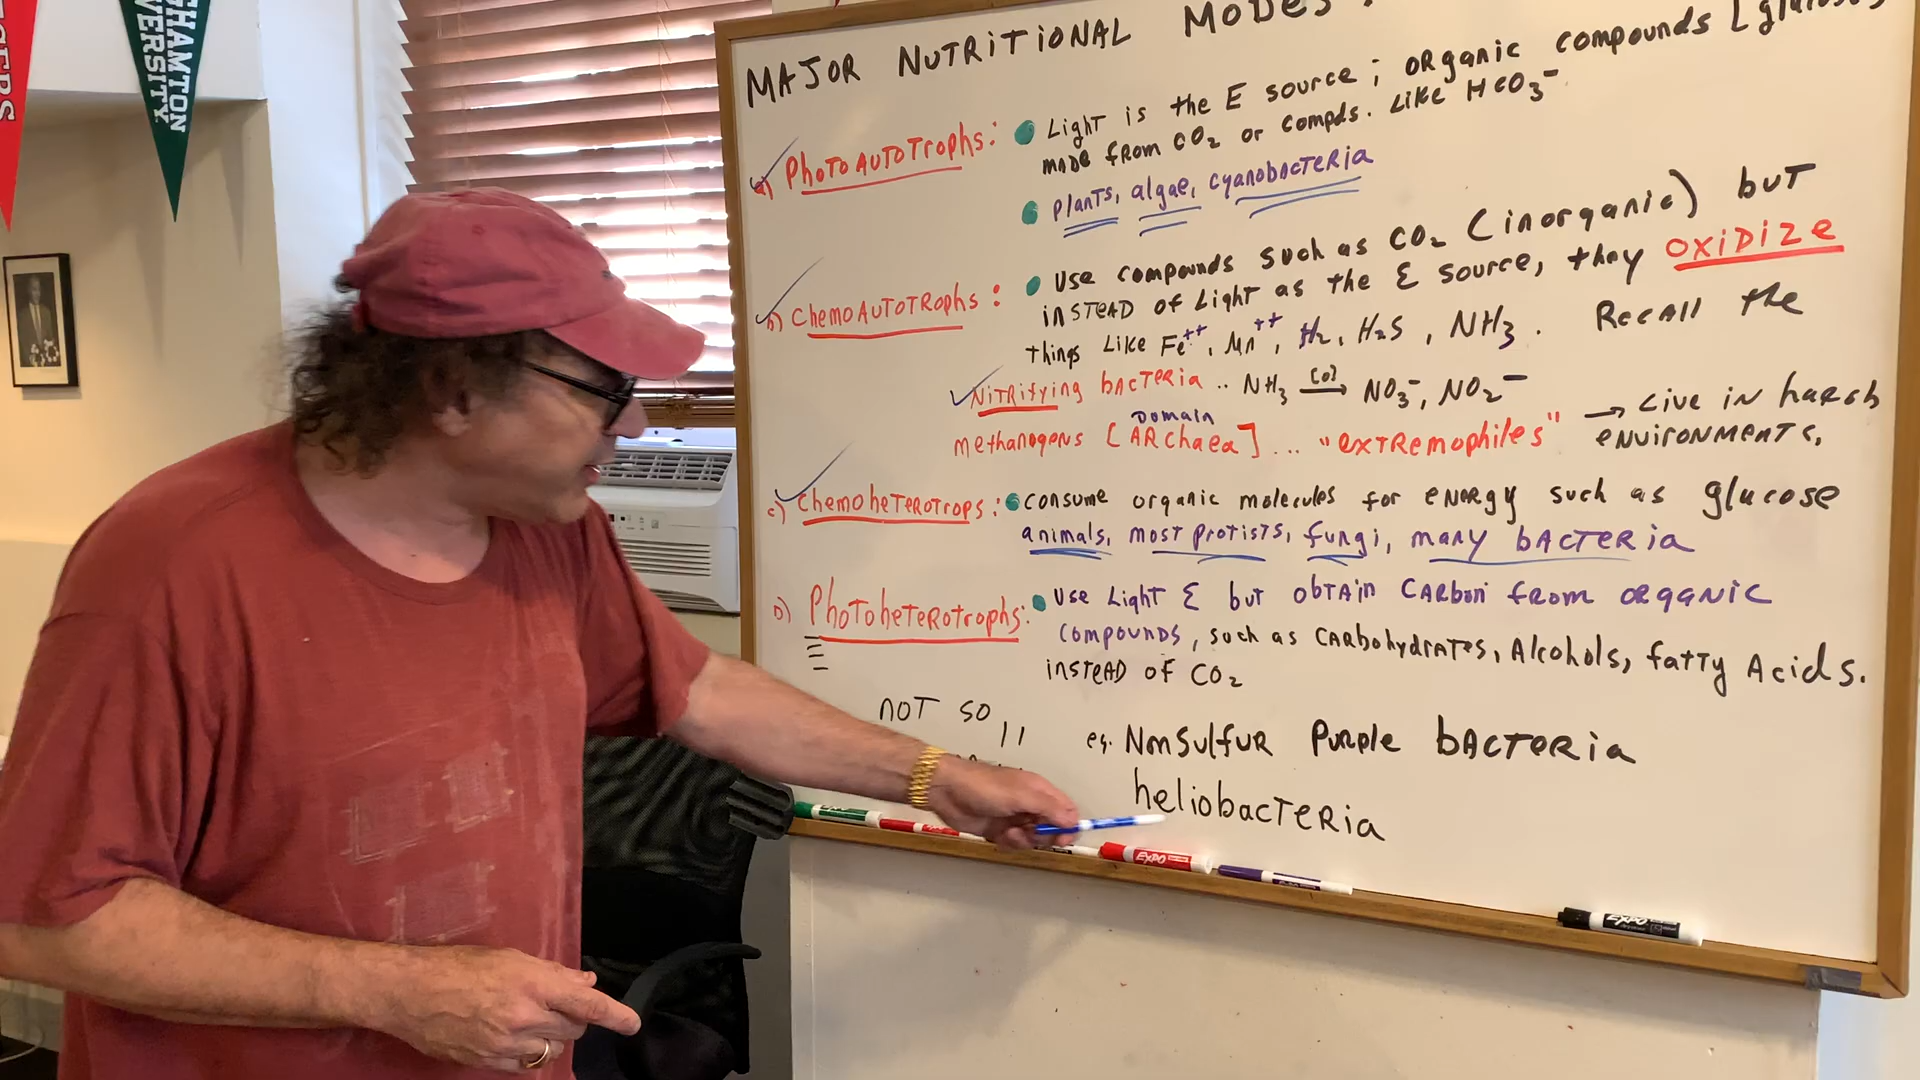 GHAMTON
VERSITY
MAJOR NUTRITIONAL MODES:
a) PhotoAutotrophs: Light is the E source; organic compounds [glucose
made from CO2 or compds. like HCO3-
plants, algae, cyanobacteria
b) ChemoAutotrophs: Use compounds such as CO2 (inorganic) but
instead of light as the E source, they oxidize
things like Fe++, Mn++, H2, H2S, NH3. Recall the
Nitrifying bacteria .. NH3 [O]→ NO3-, NO2-
methanogens [Domain ARchaea] ... "extremophiles" → Live in harsh
environments.
c) Chemoheterotrops: consume organic molecules for energy such as glucose
animals, most protists, fungi, many bacteria
D) Photoheterotrophs: Use Light E but obtain carbon from organic
compounds, such as carbohydrates, Alcohols, fatty Acids.
instead of CO2
NOT SO
eg. Nonsulfur Purple bacteria
heliobacteria
EXPO
EXPO